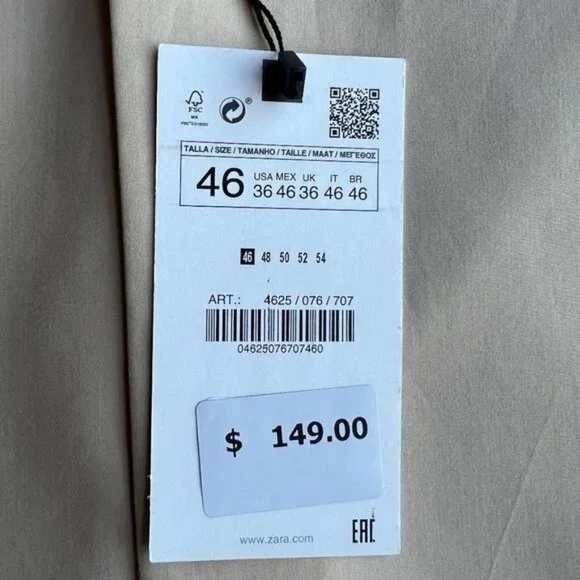 FSC
MIX
TALLA / SIZE / TAMANHO / TAILLE / MAAT / ΜΕΓΕΘΟΣ
46
USA MEX UK IT BR
36 46 36 46 46
46 48 50 52 54
ART.: 4625 / 076 / 707
04625076707460
$ 149.00
www.zara.com
EAC